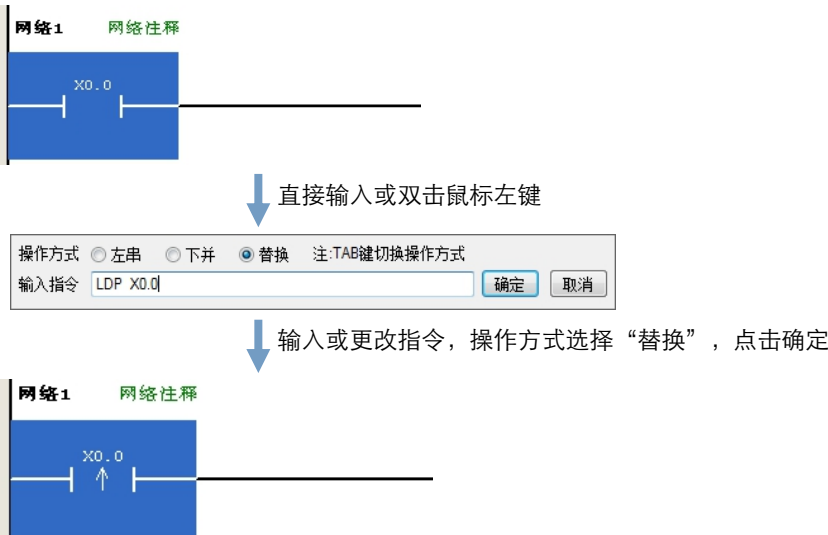 网络1 网络注释
X0.0
直接输入或双击鼠标左键
操作方式 左串 下并 替换 注:TAB键切换操作方式
输入指令 LDP X0.0 确定 取消
输入或更改指令，操作方式选择“替换”，点击确定
网络1 网络注释
X0.0